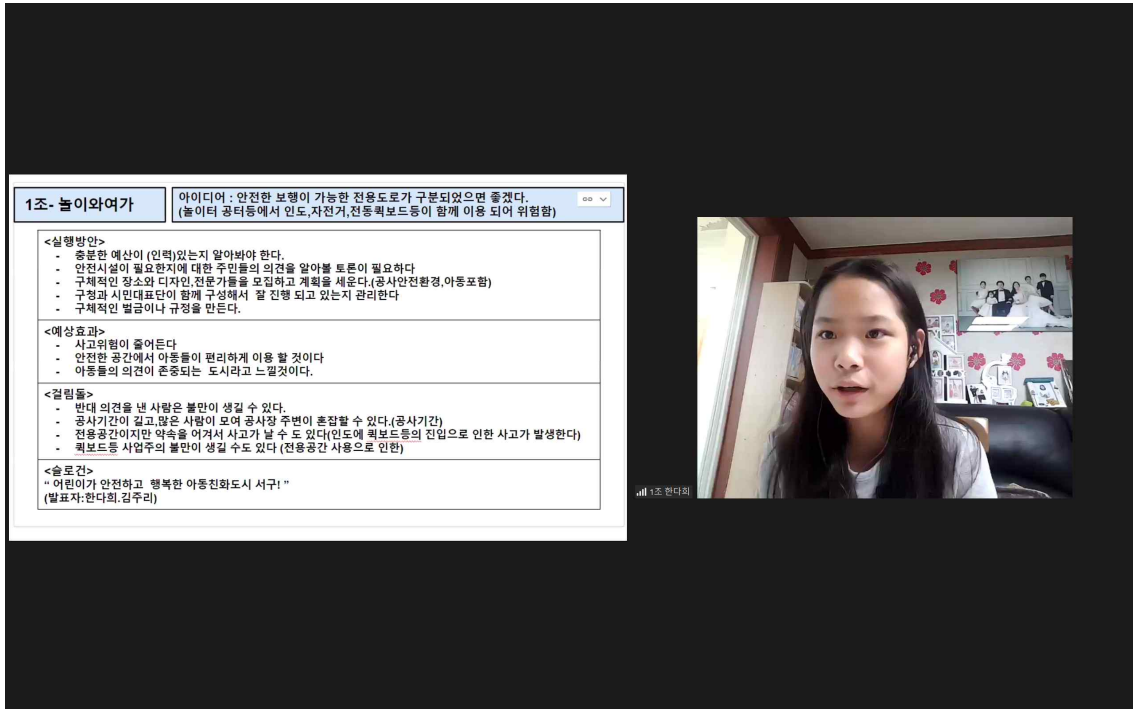 1조- 놀이와여가
아이디어 : 안전한 보행이 가능한 전용도로가 구분되었으면 좋겠다.
(놀이터 공터등에서 인도,자전거,전동퀵보드등이 함께 이용 되어 위험함)
<실행방안>
- 충분한 예산이 (인력)있는지 알아봐야 한다.
- 안전시설이 필요한지에 대한 주민들의 의견을 알아볼 토론이 필요하다
- 구체적인 장소와 디자인,전문가들을 모집하고 계획을 세운다.(공사안전환경,아동포함)
- 구청과 시민대표단이 함께 구성해서 잘 진행 되고 있는지 관리한다
- 구체적인 벌금이나 규정을 만든다.
<예상효과>
- 사고위험이 줄어든다
- 안전한 공간에서 아동들이 편리하게 이용 할 것이다
- 아동들의 의견이 존중되는 도시라고 느낄것이다.
<걸림돌>
- 반대 의견을 낸 사람은 불만이 생길 수 있다.
- 공사기간이 길고,많은 사람이 모여 공사장 주변이 혼잡할 수 있다.(공사기간)
- 전용공간이지만 약속을 어겨서 사고가 날 수 도 있다(인도에 퀵보드등의 진입으로 인한 사고가 발생한다)
- 퀵보드등 사업주의 불만이 생길 수도 있다 (전용공간 사용으로 인한)
<슬로건>
“ 어린이가 안전하고 행복한 아동친화도시 서구! ”
(발표자:한다희.김주리)
1조 한다희